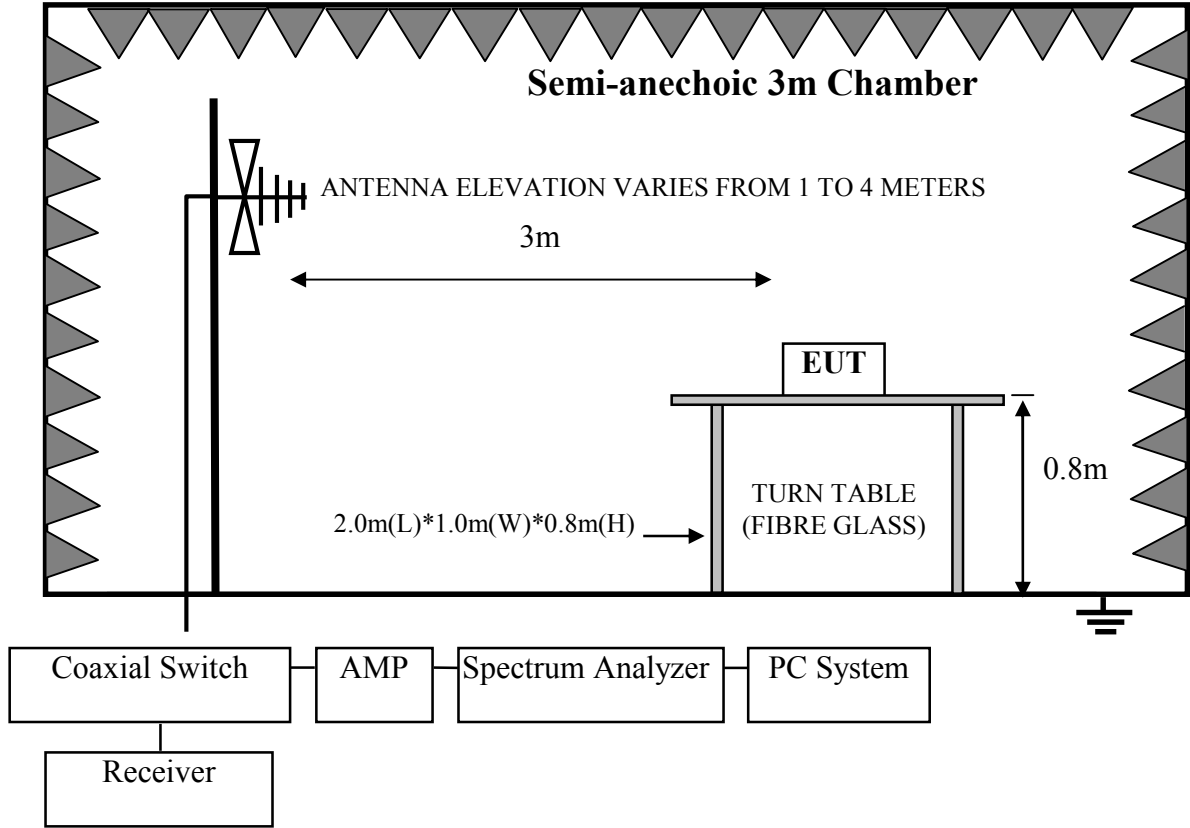 Semi-anechoic 3m Chamber
ANTENNA ELEVATION VARIES FROM 1 TO 4 METERS
3m
EUT
0.8m
TURN TABLE
(FIBRE GLASS)
2.0m(L)*1.0m(W)*0.8m(H)
Coaxial Switch
AMP
Spectrum Analyzer
PC System
Receiver